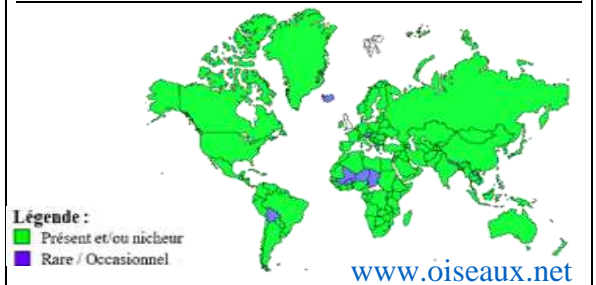 Légende :
Présent et/ou nicheur
Rare / Occasionnel
www.oiseaux.net